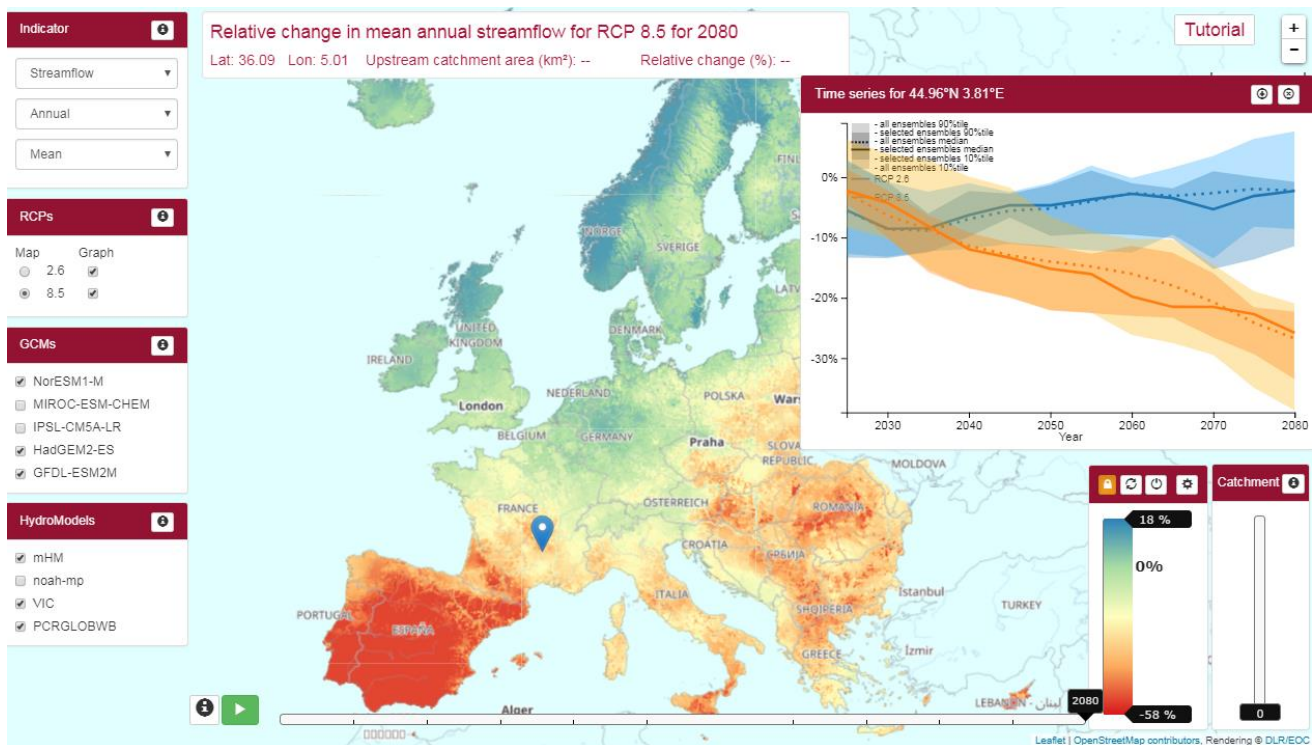 Indicator
Streamflow
Annual
Mean
RCPs
Map Graph
2.6
8.5
GCMs
NorESM1-M
MIROC-ESM-CHEM
IPSL-CM5A-LR
HadGEM2-ES
GFDL-ESM2M
HydroModels
mHM
noah-mp
VIC
PCRGLOBWB
Relative change in mean annual streamflow for RCP 8.5 for 2080
Lat: 36.09 Lon: 5.01 Upstream catchment area (km²): -- Relative change (%): --
Tutorial
+
−
Time series for 44.96°N 3.81°E
- all ensembles 90%tile
- selected ensembles 90%tile
- all ensembles median
- selected ensembles median
- selected ensembles 10%tile
- all ensembles 10%tile
RCP 2.6
RCP 8.5
0%
-10%
-20%
-30%
2030 2040 2050 2060 2070 2080
Year
NORGE
SVERIGE
FINL
LATV
DENMARK
UNITED
KINGDOM
IRELAND
NEDERLAND
London
POLSKA
Wars
BELGIUM
GERMANY
Praha
SLOVA
REPUBLIC
MOLDOVA
FRANCE
ÖSTERREICH
ROMANIA
CROATIA
СРБИЈА
ITALIA
Istanbul
PORTUGAL
ESPAÑA
SHQIPERIA
TURKEY
GREECE
İzmir
LEBANON - لبنان
Alger
2080
18 %
0%
-58 %
Catchment
0
Leaflet | OpenStreetMap contributors, Rendering © DLR/EOC